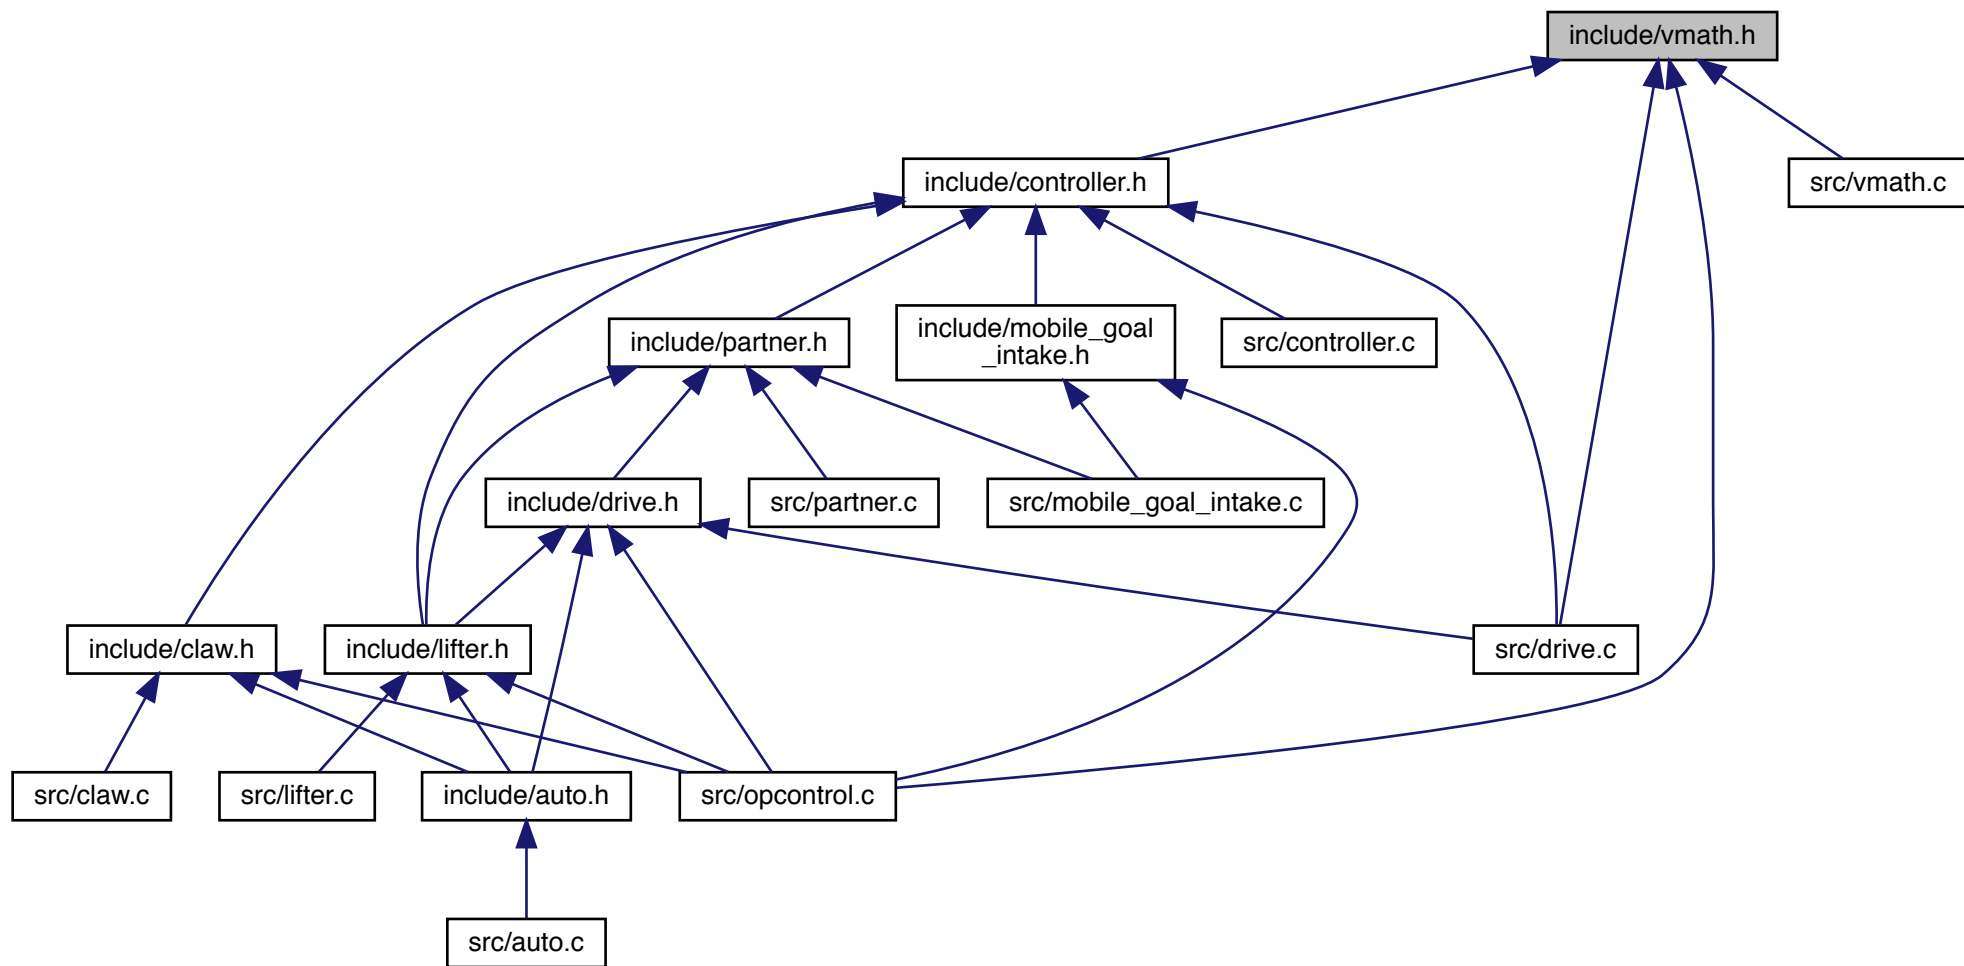 include/vmath.h
include/controller.h
src/vmath.c
include/partner.h
include/mobile_goal
_intake.h
src/controller.c
include/drive.h
src/partner.c
src/mobile_goal_intake.c
include/claw.h
include/lifter.h
src/drive.c
src/claw.c
src/lifter.c
include/auto.h
src/opcontrol.c
src/auto.c